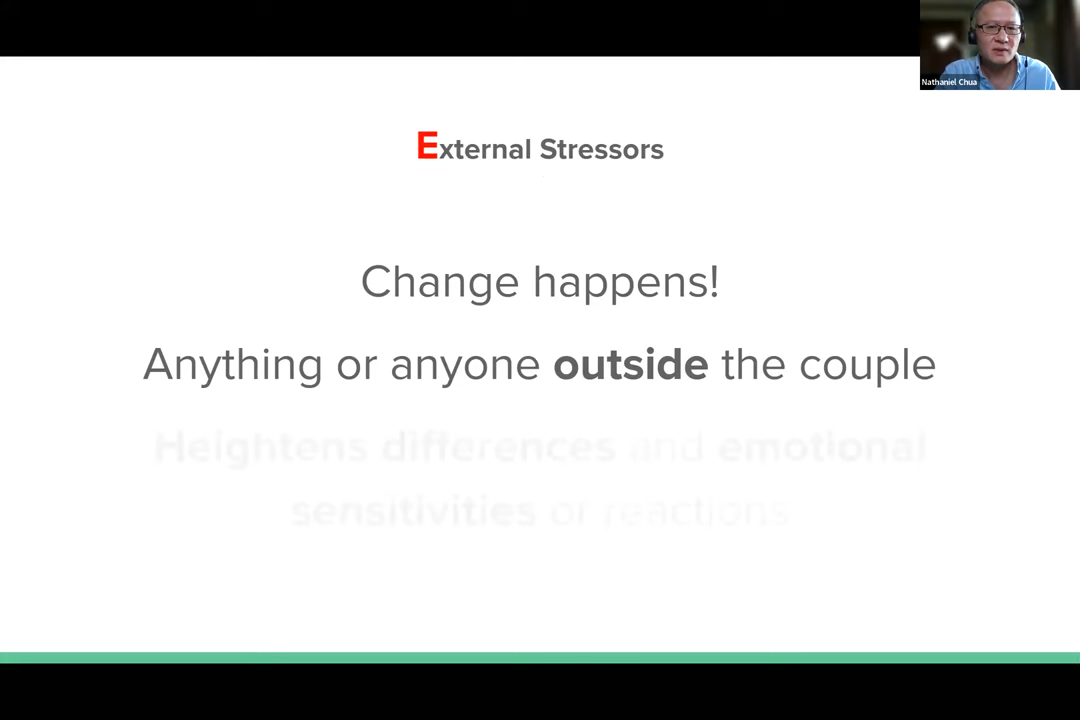 Nathaniel Chua
External Stressors
Change happens!
Anything or anyone outside the couple
Heightens differences and emotional
sensitivities or reactions